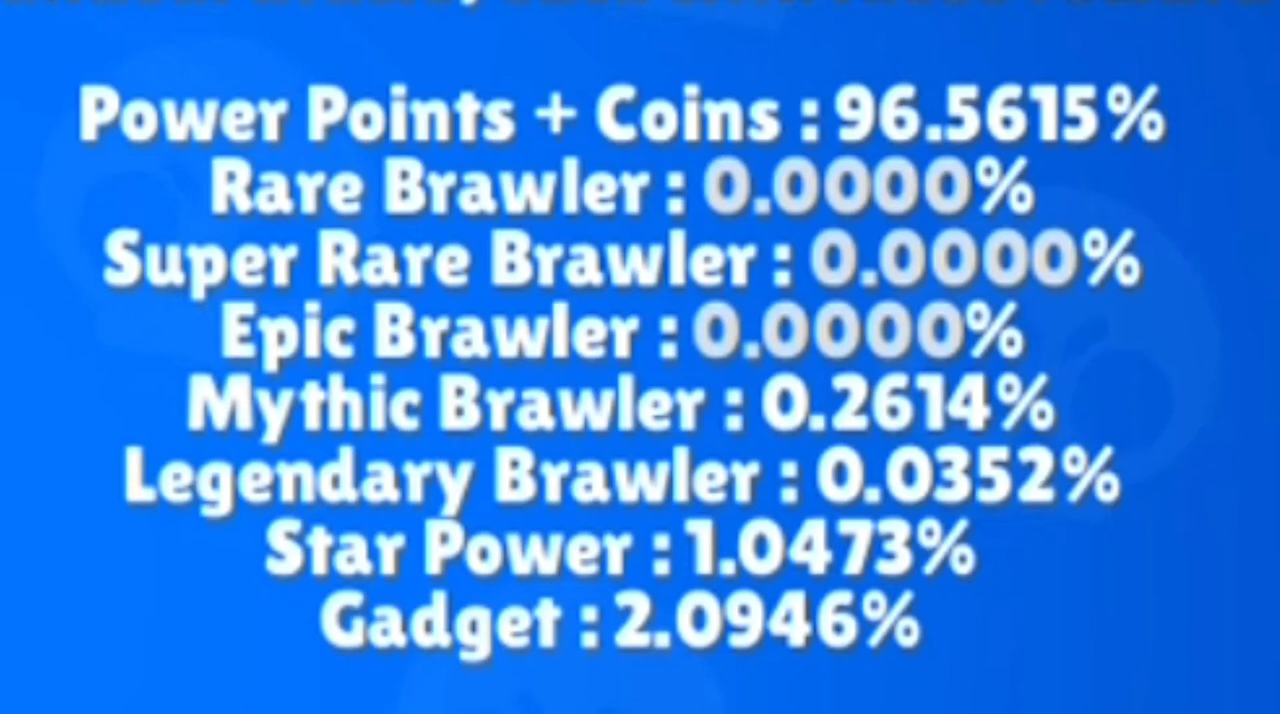 Power Points + Coins : 96.5615%
Rare Brawler : 0.0000%
Super Rare Brawler : 0.0000%
Epic Brawler : 0.0000%
Mythic Brawler : 0.2614%
Legendary Brawler : 0.0352%
Star Power : 1.0473%
Gadget : 2.0946%